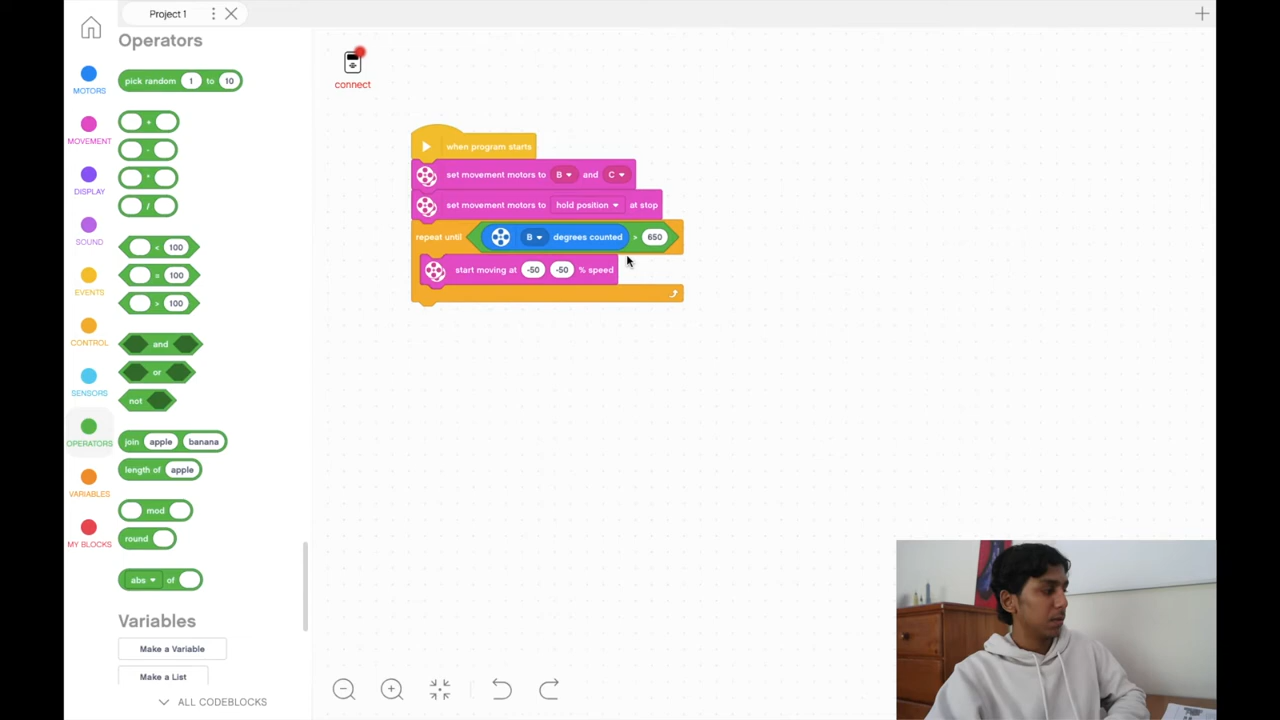 Project 1
connect
MOTORS
MOVEMENT
DISPLAY
SOUND
EVENTS
CONTROL
SENSORS
OPERATORS
VARIABLES
MY BLOCKS
Operators
pick random 1 to 10
+
-
*
/
< 100
= 100
> 100
and
or
not
join apple banana
length of apple
mod
round
abs of
Variables
Make a Variable
Make a List
ALL CODEBLOCKS
when program starts
set movement motors to B and C
set movement motors to hold position at stop
repeat until B degrees counted > 650
start moving at -50 -50 % speed